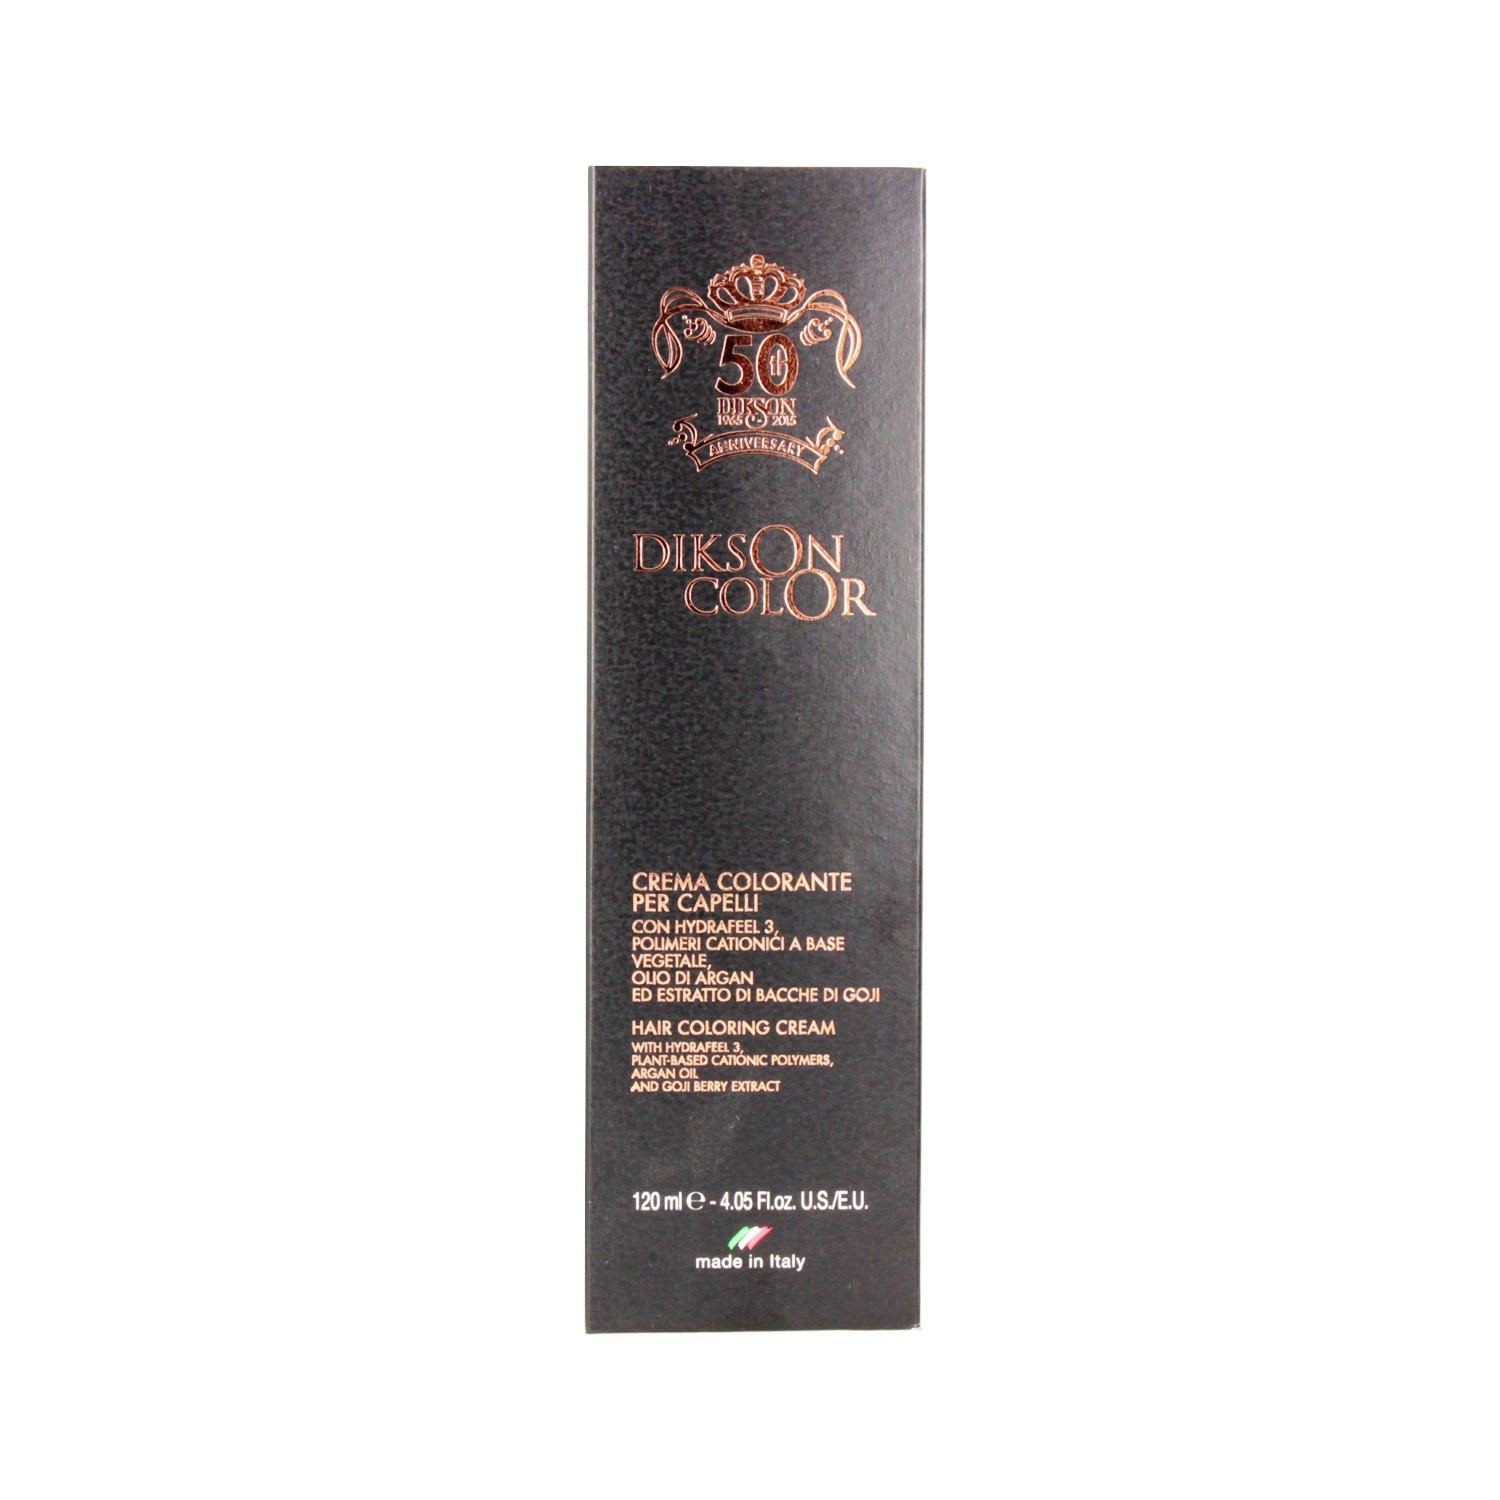 50th
DIKSON
1965 2015
ANNIVERSARY
DIKSON
COLOR
CREMA COLORANTE
PER CAPELLI
CON HYDRAFEEL 3,
POLIMERI CATIONICI A BASE
VEGETALE,
OLIO DI ARGAN
ED ESTRATTO DI BACCHE DI GOJI
HAIR COLORING CREAM
WITH HYDRAFEEL 3,
PLANT-BASED CATIONIC POLYMERS,
ARGAN OIL
AND GOJI BERRY EXTRACT
120 ml ℮ - 4.05 Fl.oz. U.S./E.U.
made in Italy